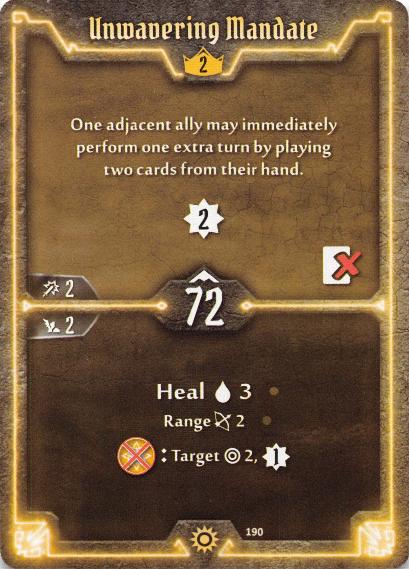 Unwavering Mandate
2
One adjacent ally may immediately
perform one extra turn by playing
two cards from their hand.
2
2
72
2
Heal 3
Range 2
: Target 2, 1
190